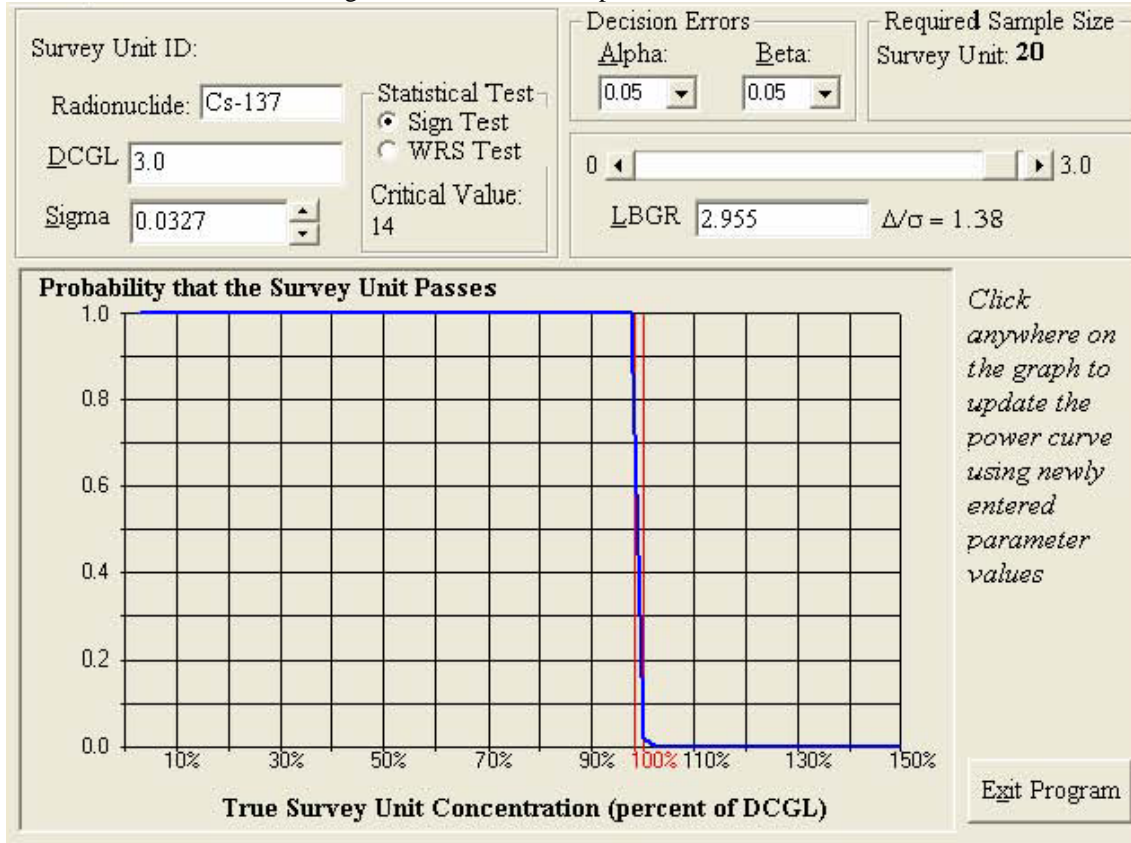 Survey Unit ID:
Radionuclide: Cs-137
DCGL 3.0
Sigma 0.0327
Statistical Test
Sign Test
WRS Test
Critical Value:
14
Decision Errors
Alpha: Beta:
0.05 0.05
Required Sample Size
Survey Unit: 20
0 3.0
LBGR 2.955 Δ/σ = 1.38
Probability that the Survey Unit Passes
1.0
0.8
0.6
0.4
0.2
0.0
10% 30% 50% 70% 90% 100% 110% 130% 150%
True Survey Unit Concentration (percent of DCGL)
Click
anywhere on
the graph to
update the
power curve
using newly
entered
parameter
values
Exit Program